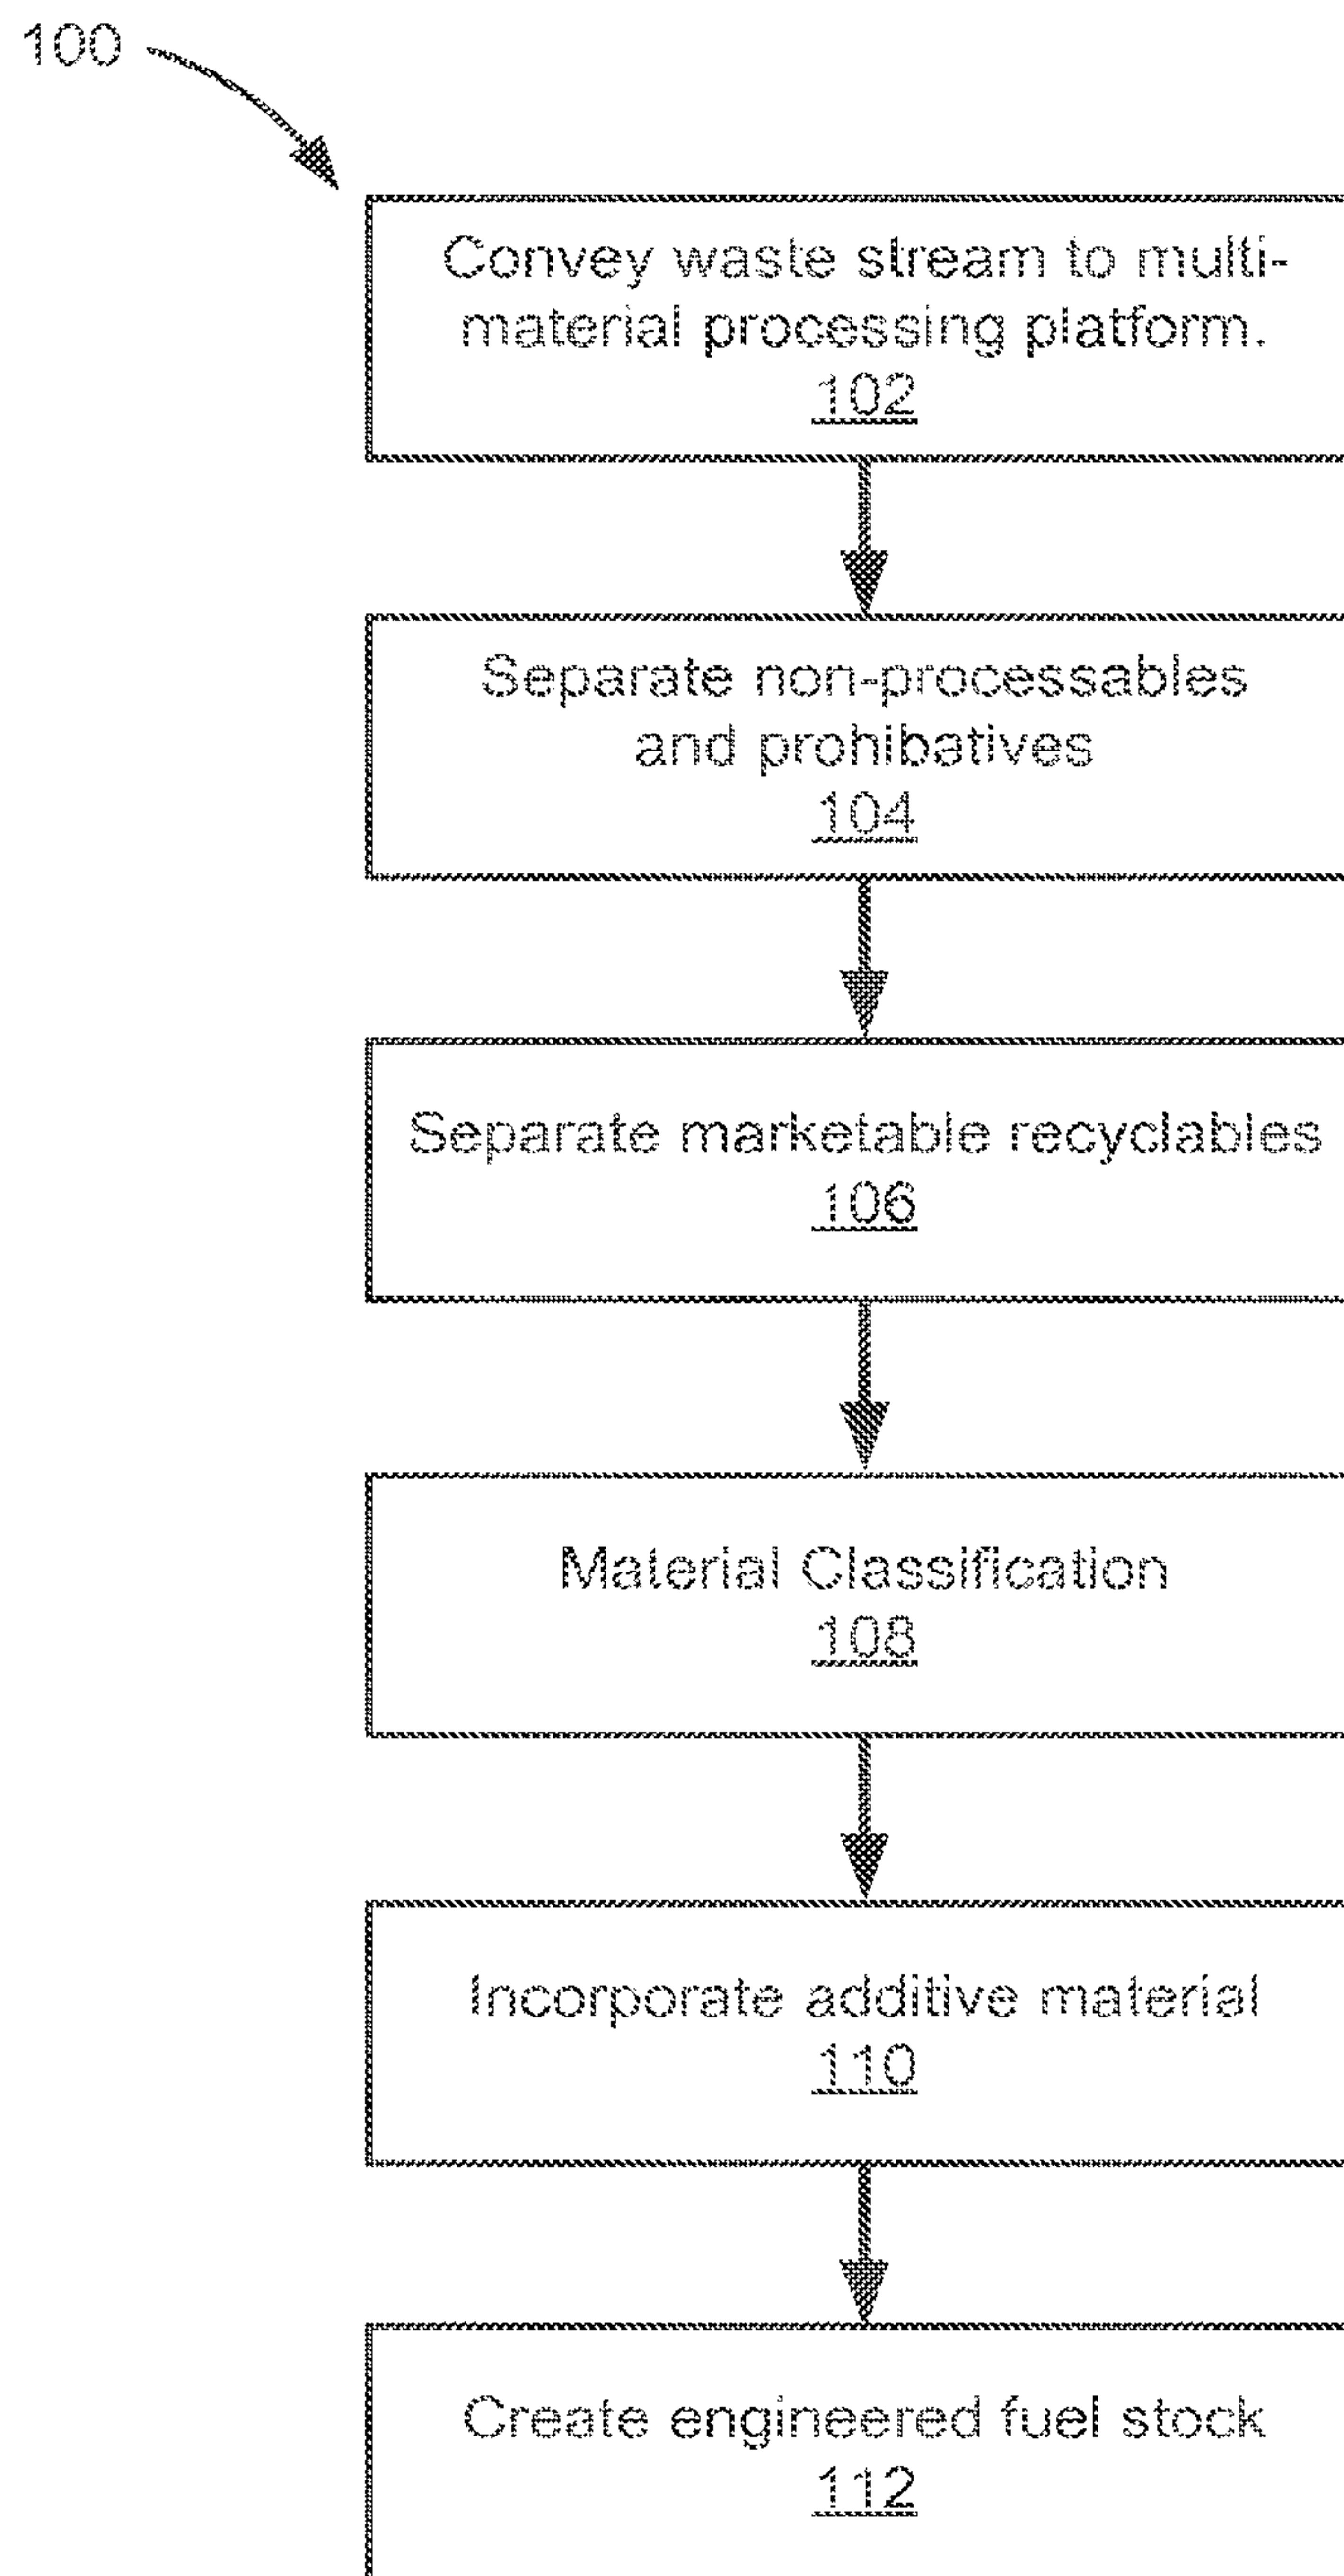 100
Convey waste stream to multi-
material processing platform.
102
Separate non-processables
and prohibatives
104
Separate marketable recyclables
106
Material Classification
108
Incorporate additive material
110
Create engineered fuel stock
112